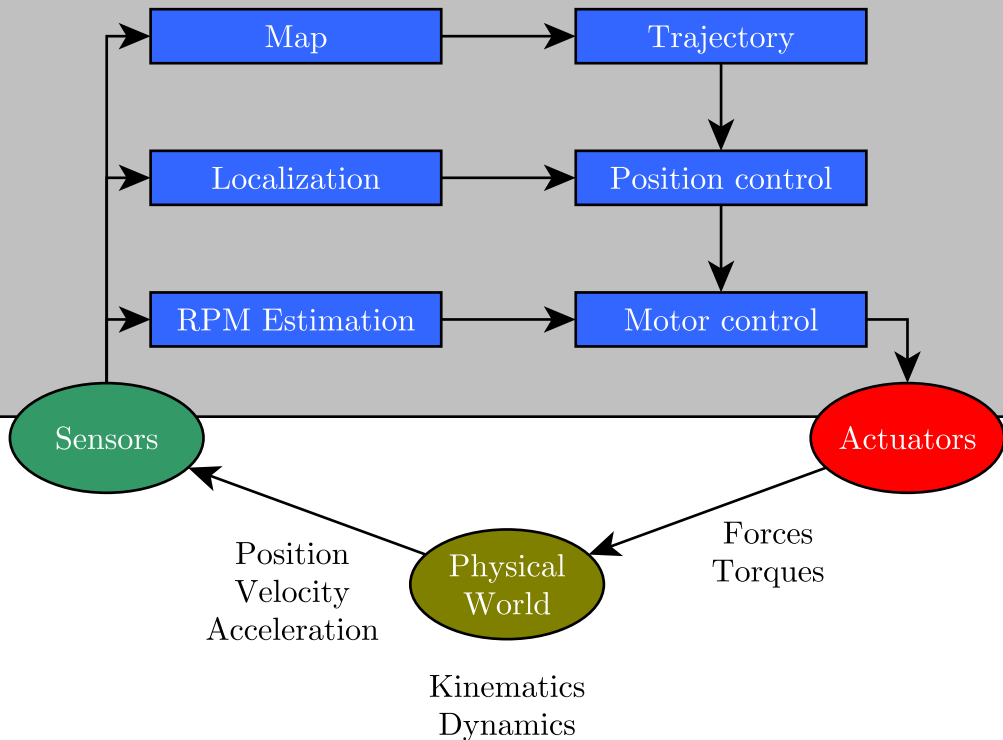 Map
Trajectory
Localization
Position control
RPM Estimation
Motor control
Sensors
Actuators
Position
Velocity
Acceleration
Physical
World
Forces
Torques
Kinematics
Dynamics